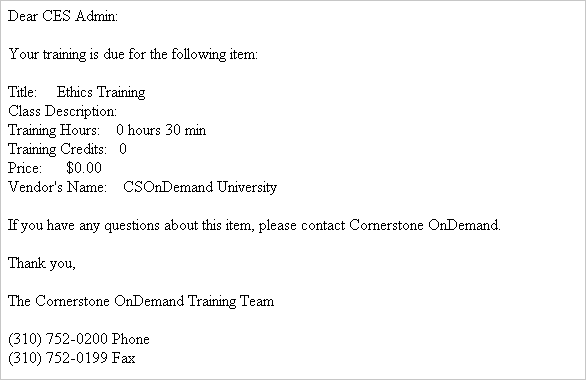 Dear CES Admin:
Your training is due for the following item:
Title: Ethics Training
Class Description:
Training Hours: 0 hours 30 min
Training Credits: 0
Price: $0.00
Vendor's Name: CSOnDemand University
If you have any questions about this item, please contact Cornerstone OnDemand.
Thank you,
The Cornerstone OnDemand Training Team
(310) 752-0200 Phone
(310) 752-0199 Fax